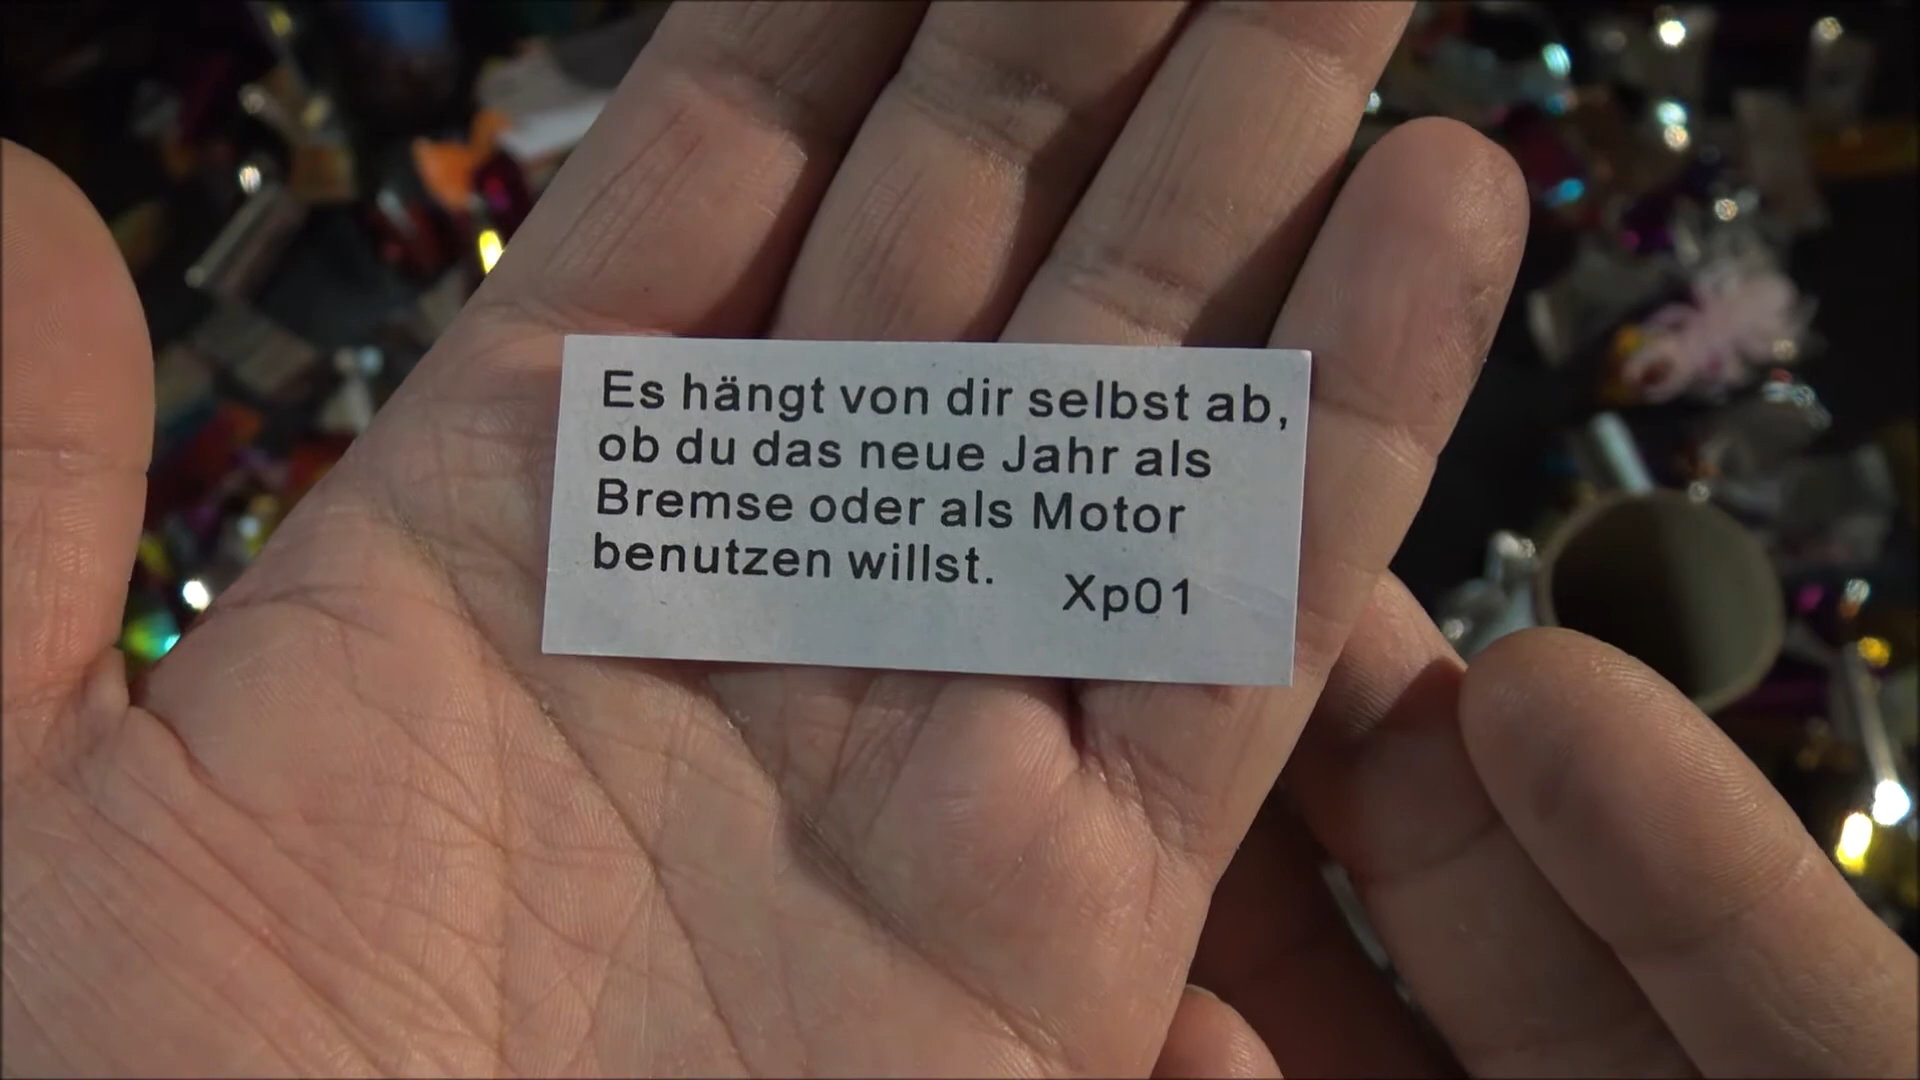 Es hängt von dir selbst ab,
ob du das neue Jahr als
Bremse oder als Motor
benutzen willst.
Xp01